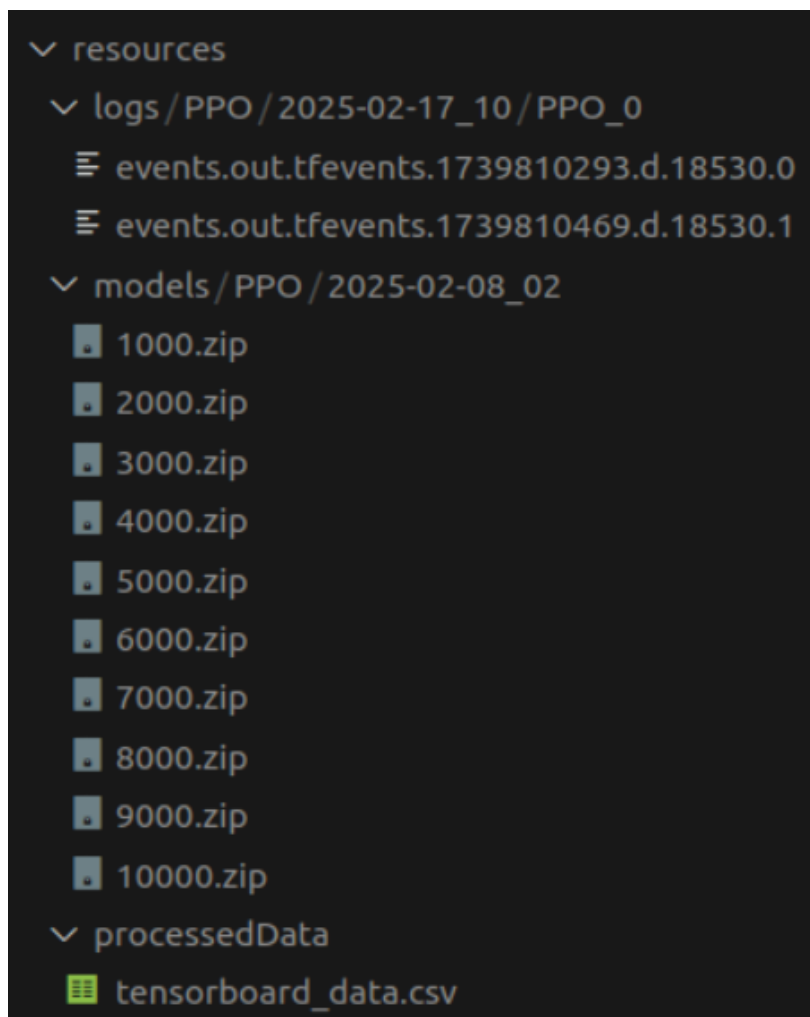 resources
logs/PPO/2025-02-17_10/PPO_0
events.out.tfevents.1739810293.d.18530.0
events.out.tfevents.1739810469.d.18530.1
models/PPO/2025-02-08_02
1000.zip
2000.zip
3000.zip
4000.zip
5000.zip
6000.zip
7000.zip
8000.zip
9000.zip
10000.zip
processedData
tensorboard_data.csv